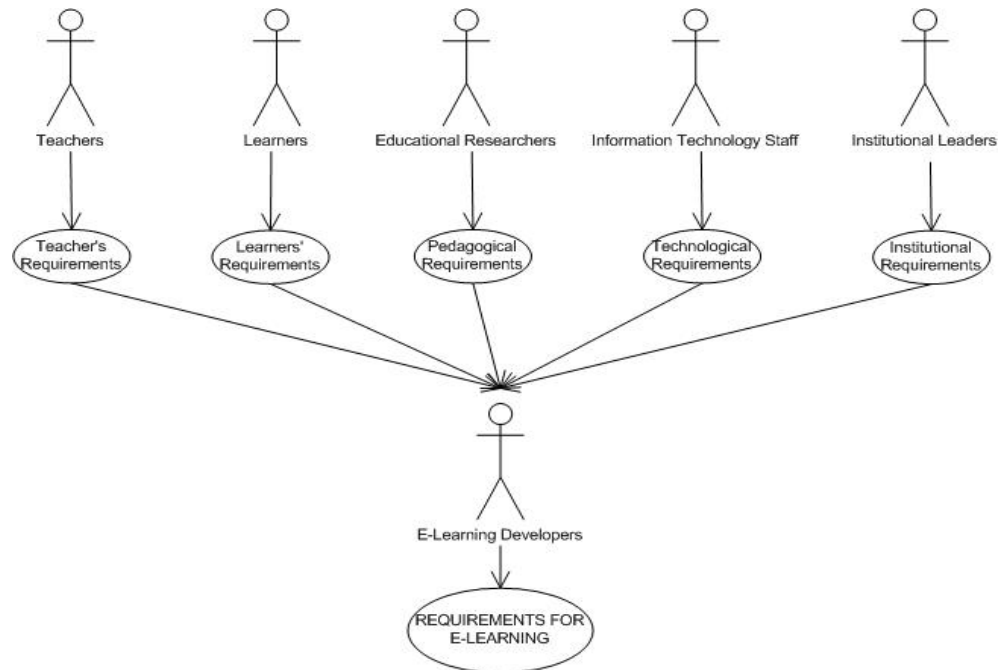 Teachers
Learners
Educational Researchers
Information Technology Staff
Institutional Leaders
Teacher's
Requirements
Learners'
Requirements
Pedagogical
Requirements
Technological
Requirements
Institutional
Requirements
E-Learning Developers
REQUIREMENTS FOR
E-LEARNING